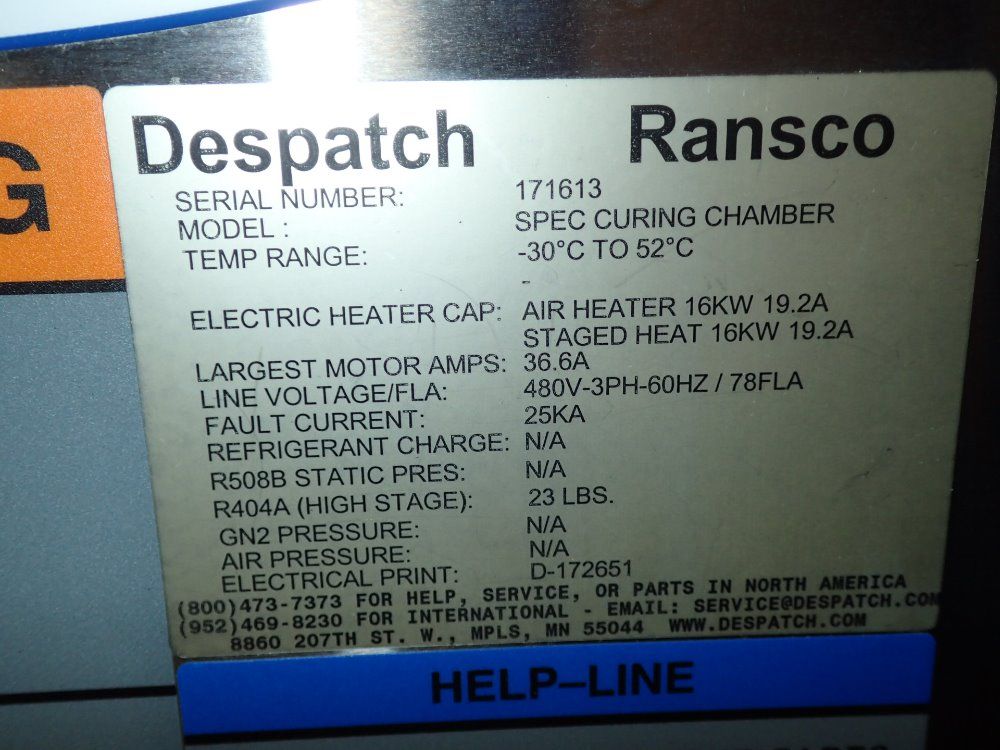 G
Despatch Ransco
SERIAL NUMBER: 171613
MODEL : SPEC CURING CHAMBER
TEMP RANGE: -30°C TO 52°C
-
ELECTRIC HEATER CAP: AIR HEATER 16KW 19.2A
STAGED HEAT 16KW 19.2A
LARGEST MOTOR AMPS: 36.6A
LINE VOLTAGE/FLA: 480V-3PH-60HZ / 78FLA
FAULT CURRENT: 25KA
REFRIGERANT CHARGE: N/A
R508B STATIC PRES: N/A
R404A (HIGH STAGE): 23 LBS.
GN2 PRESSURE: N/A
AIR PRESSURE: N/A
ELECTRICAL PRINT: D-172651
(800)473-7373 FOR HELP, SERVICE, OR PARTS IN NORTH AMERICA
(952)469-8230 FOR INTERNATIONAL - EMAIL: SERVICE@DESPATCH.COM
8860 207TH ST. W., MPLS, MN 55044 WWW.DESPATCH.COM
HELP-LINE